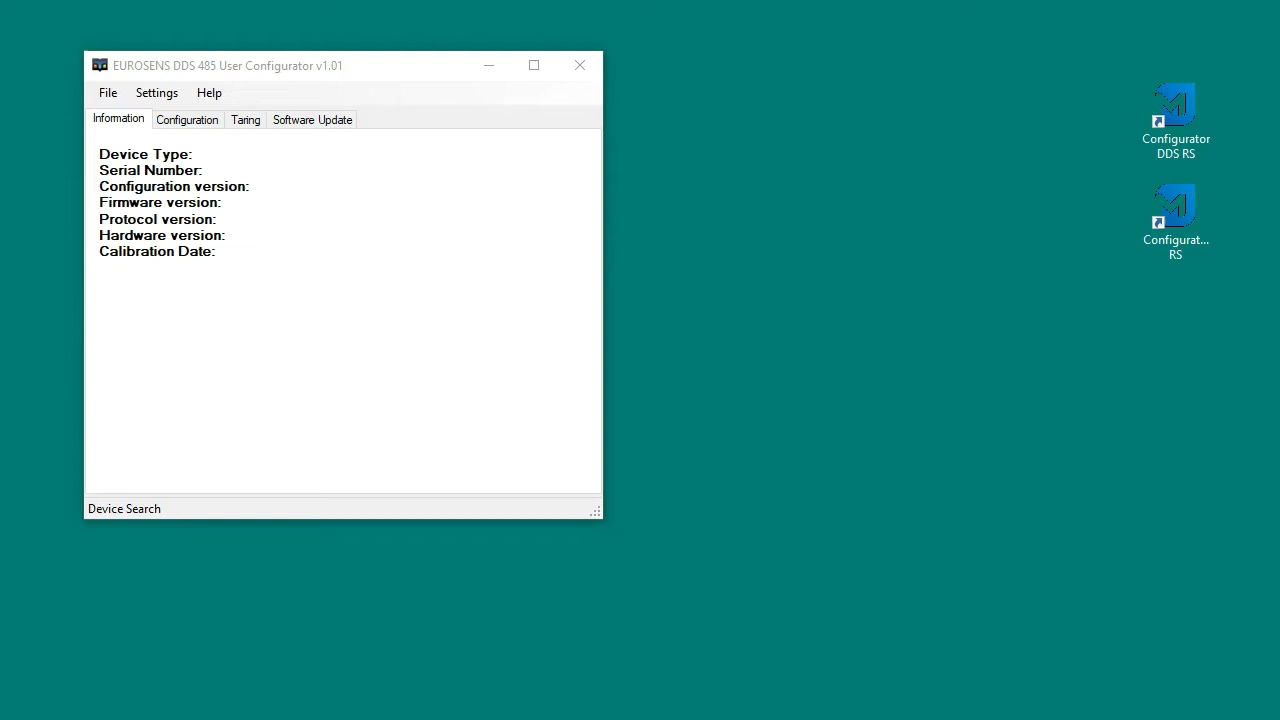 EUROSENS DDS 485 User Configurator v1.01
File Settings Help
Information Configuration Taring Software Update
Device Type:
Serial Number:
Configuration version:
Firmware version:
Protocol version:
Hardware version:
Calibration Date:
Device Search
Configurator
DDS RS
Configurat...
RS